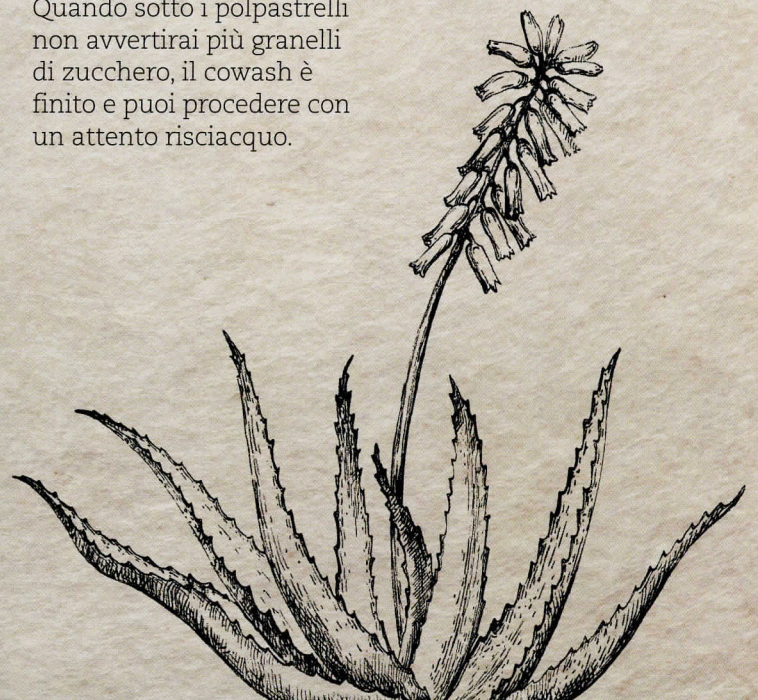 Quando sotto i polpastrelli
non avvertirai più granelli
di zucchero, il cowash è
finito e puoi procedere con
un attento risciacquo.